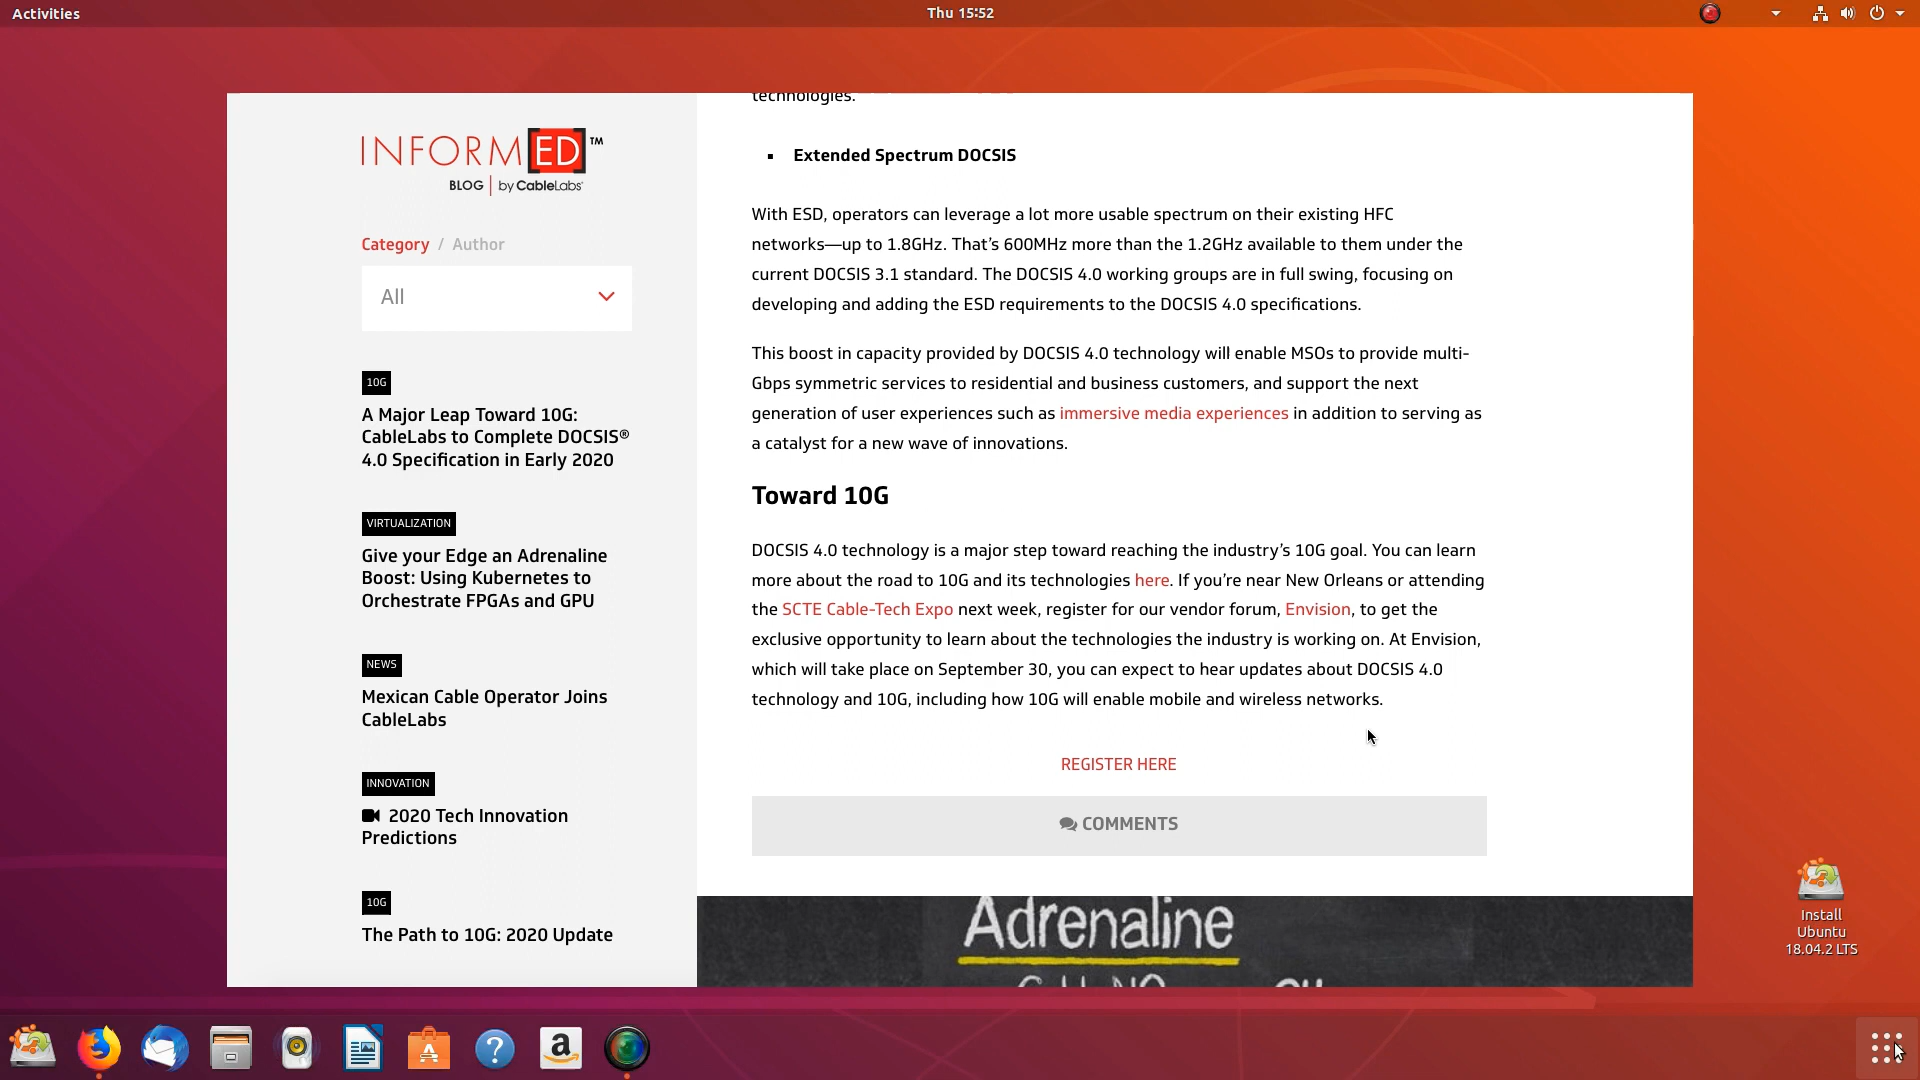 Activities
Thu 15:52
technologies.
INFORM[ED]™
BLOG | by CableLabs®
Category / Author
All
10G
A Major Leap Toward 10G:
CableLabs to Complete DOCSIS®
4.0 Specification in Early 2020
VIRTUALIZATION
Give your Edge an Adrenaline
Boost: Using Kubernetes to
Orchestrate FPGAs and GPU
NEWS
Mexican Cable Operator Joins
CableLabs
INNOVATION
2020 Tech Innovation
Predictions
10G
The Path to 10G: 2020 Update
▪ Extended Spectrum DOCSIS
With ESD, operators can leverage a lot more usable spectrum on their existing HFC
networks—up to 1.8GHz. That’s 600MHz more than the 1.2GHz available to them under the
current DOCSIS 3.1 standard. The DOCSIS 4.0 working groups are in full swing, focusing on
developing and adding the ESD requirements to the DOCSIS 4.0 specifications.
This boost in capacity provided by DOCSIS 4.0 technology will enable MSOs to provide multi-
Gbps symmetric services to residential and business customers, and support the next
generation of user experiences such as immersive media experiences in addition to serving as
a catalyst for a new wave of innovations.
Toward 10G
DOCSIS 4.0 technology is a major step toward reaching the industry’s 10G goal. You can learn
more about the road to 10G and its technologies here. If you’re near New Orleans or attending
the SCTE Cable-Tech Expo next week, register for our vendor forum, Envision, to get the
exclusive opportunity to learn about the technologies the industry is working on. At Envision,
which will take place on September 30, you can expect to hear updates about DOCSIS 4.0
technology and 10G, including how 10G will enable mobile and wireless networks.
REGISTER HERE
COMMENTS
Adrenaline
Install
Ubuntu
18.04.2 LTS